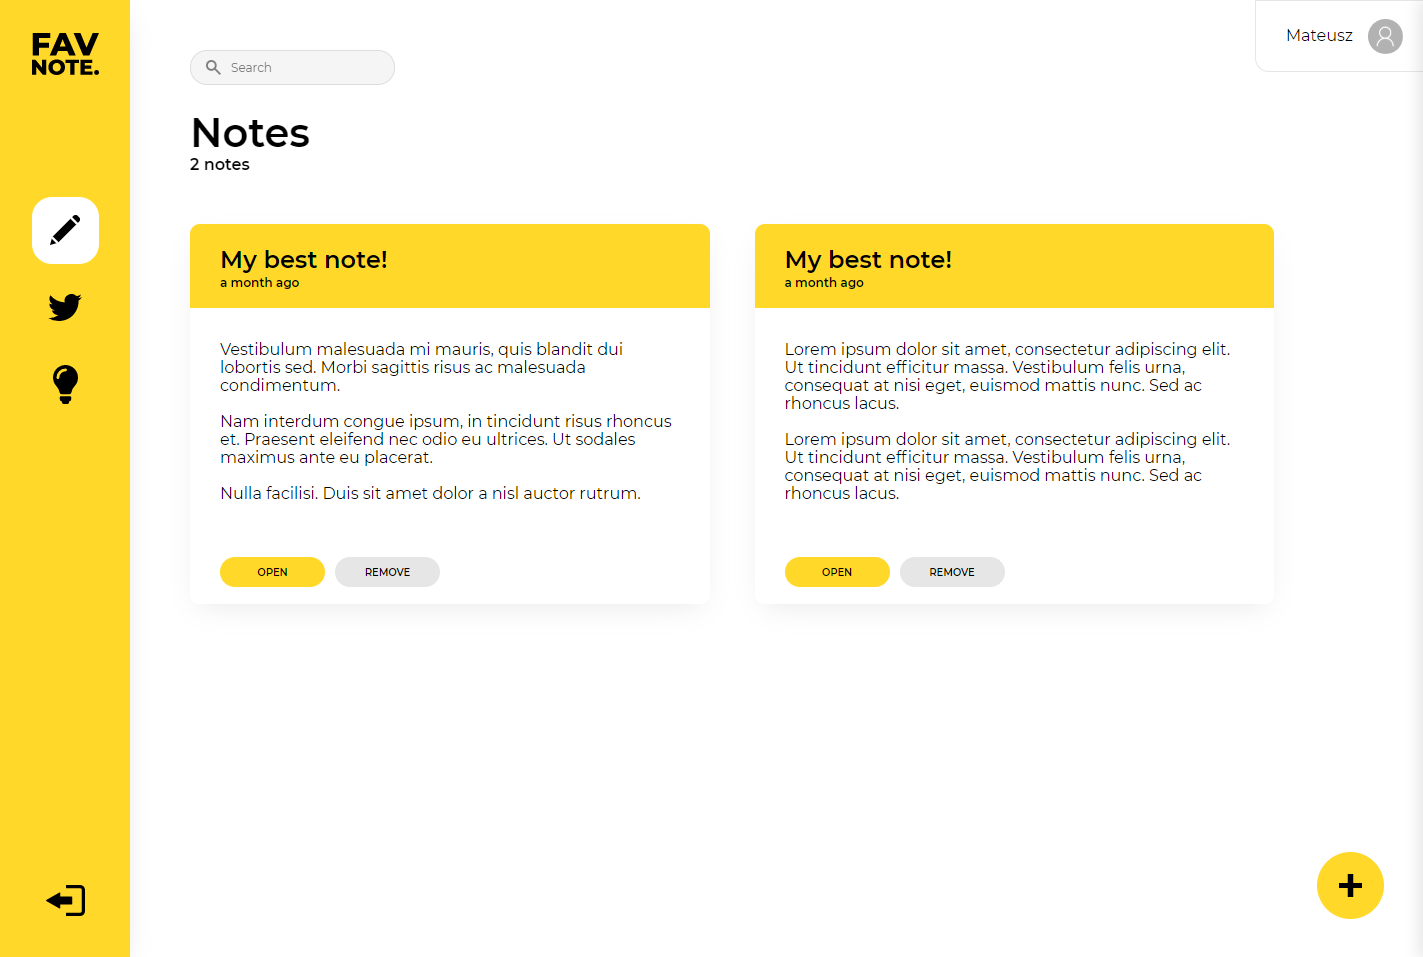 FAV
NOTE.
Mateusz
Search
Notes
2 notes
My best note!
a month ago
Vestibulum malesuada mi mauris, quis blandit dui
lobortis sed. Morbi sagittis risus ac malesuada
condimentum.
Nam interdum congue ipsum, in tincidunt risus rhoncus
et. Praesent eleifend nec odio eu ultrices. Ut sodales
maximus ante eu placerat.
Nulla facilisi. Duis sit amet dolor a nisl auctor rutrum.
OPEN
REMOVE
My best note!
a month ago
Lorem ipsum dolor sit amet, consectetur adipiscing elit.
Ut tincidunt efficitur massa. Vestibulum felis urna,
consequat at nisi eget, euismod mattis nunc. Sed ac
rhoncus lacus.
Lorem ipsum dolor sit amet, consectetur adipiscing elit.
Ut tincidunt efficitur massa. Vestibulum felis urna,
consequat at nisi eget, euismod mattis nunc. Sed ac
rhoncus lacus.
OPEN
REMOVE